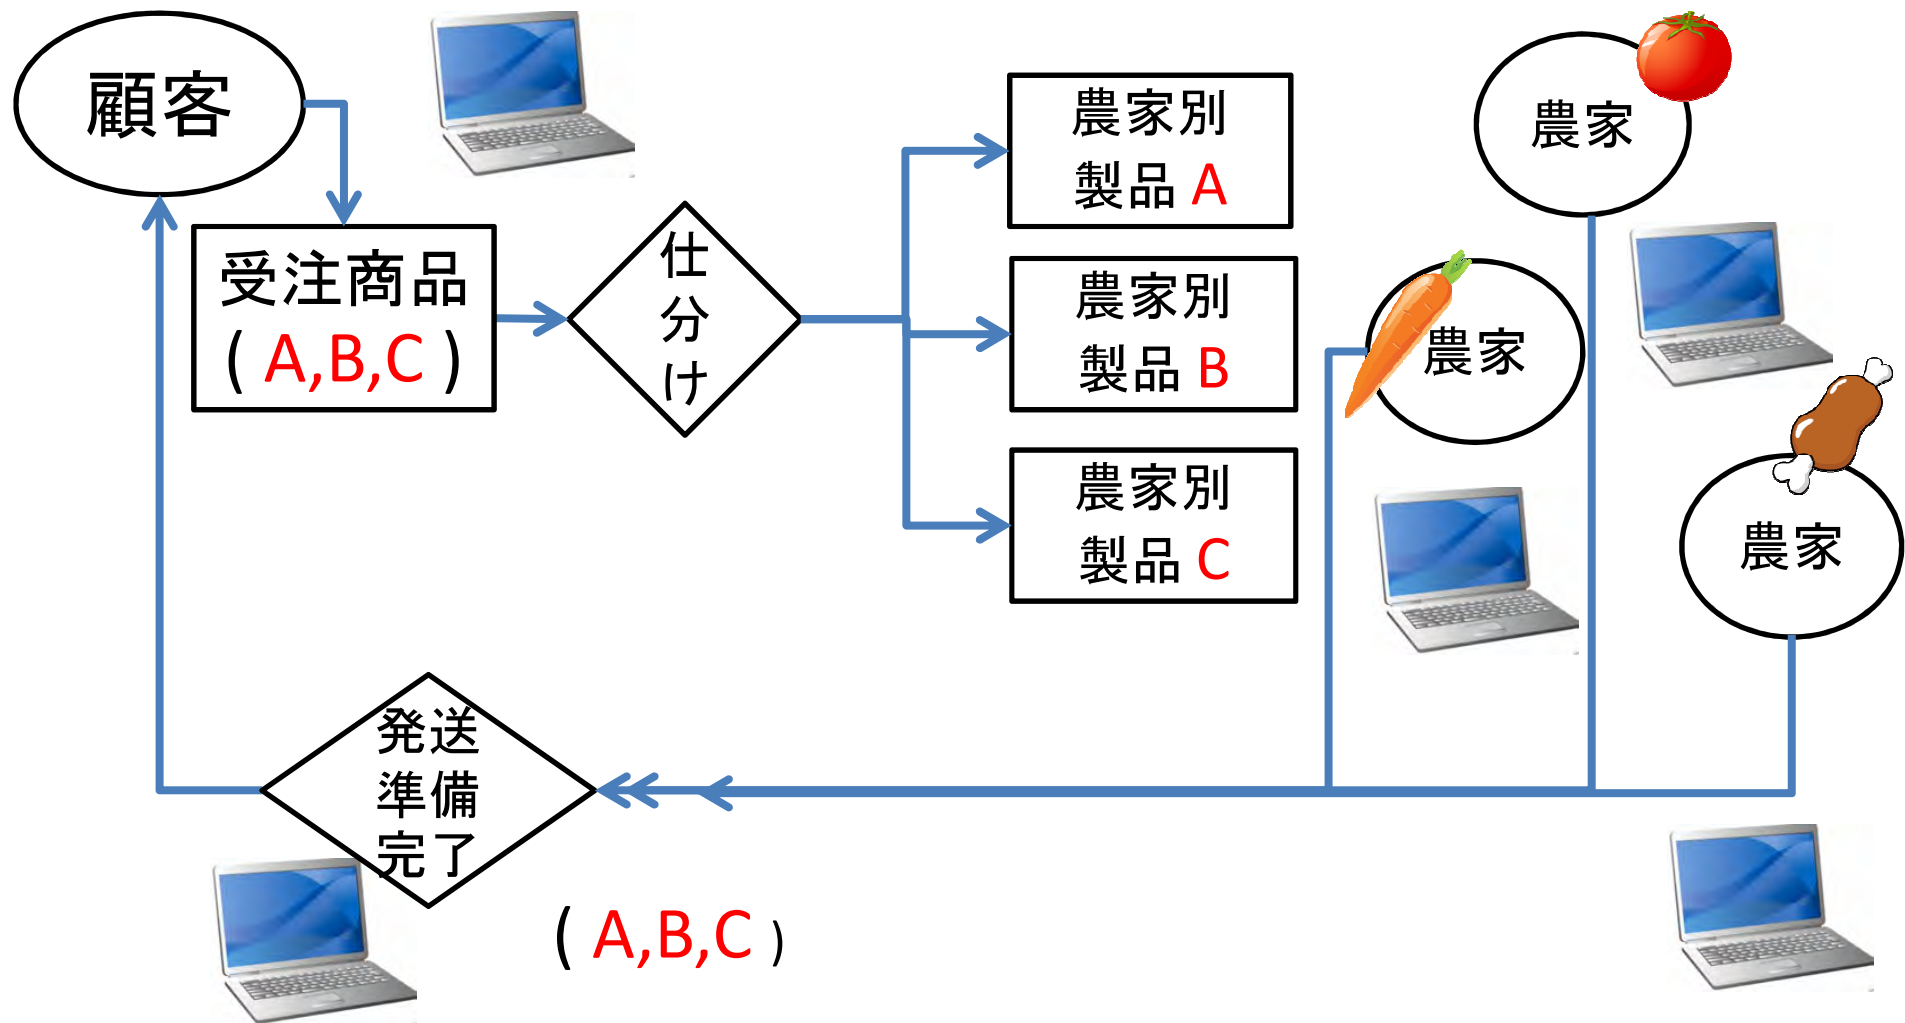 顧客
受注商品
( A,B,C )
仕
分
け
農家別
製品 A
農家別
製品 B
農家別
製品 C
農家
農家
農家
発送
準備
完了
( A,B,C )